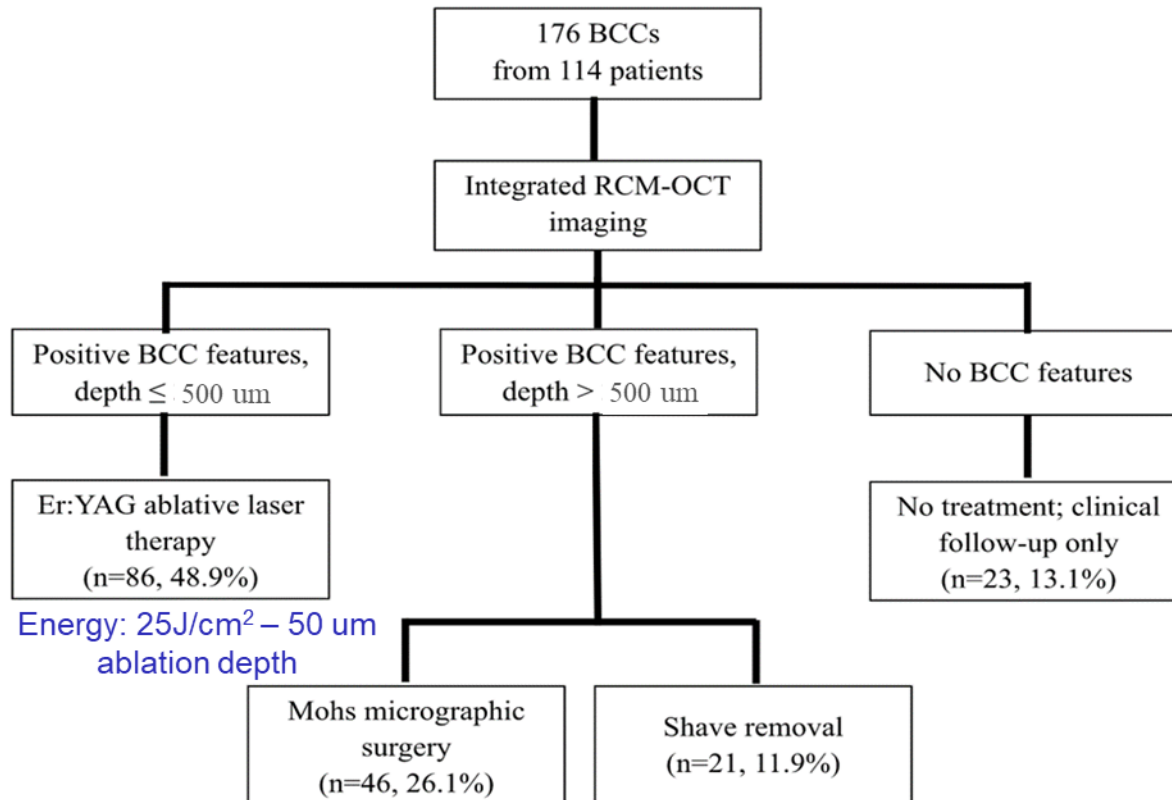 176 BCCs
from 114 patients
Integrated RCM-OCT
imaging
Positive BCC features,
depth ≤ 500 um
Positive BCC features,
depth > 500 um
No BCC features
Er:YAG ablative laser
therapy
(n=86, 48.9%)
No treatment; clinical
follow-up only
(n=23, 13.1%)
Energy: 25J/cm² – 50 um
ablation depth
Mohs micrographic
surgery
(n=46, 26.1%)
Shave removal
(n=21, 11.9%)